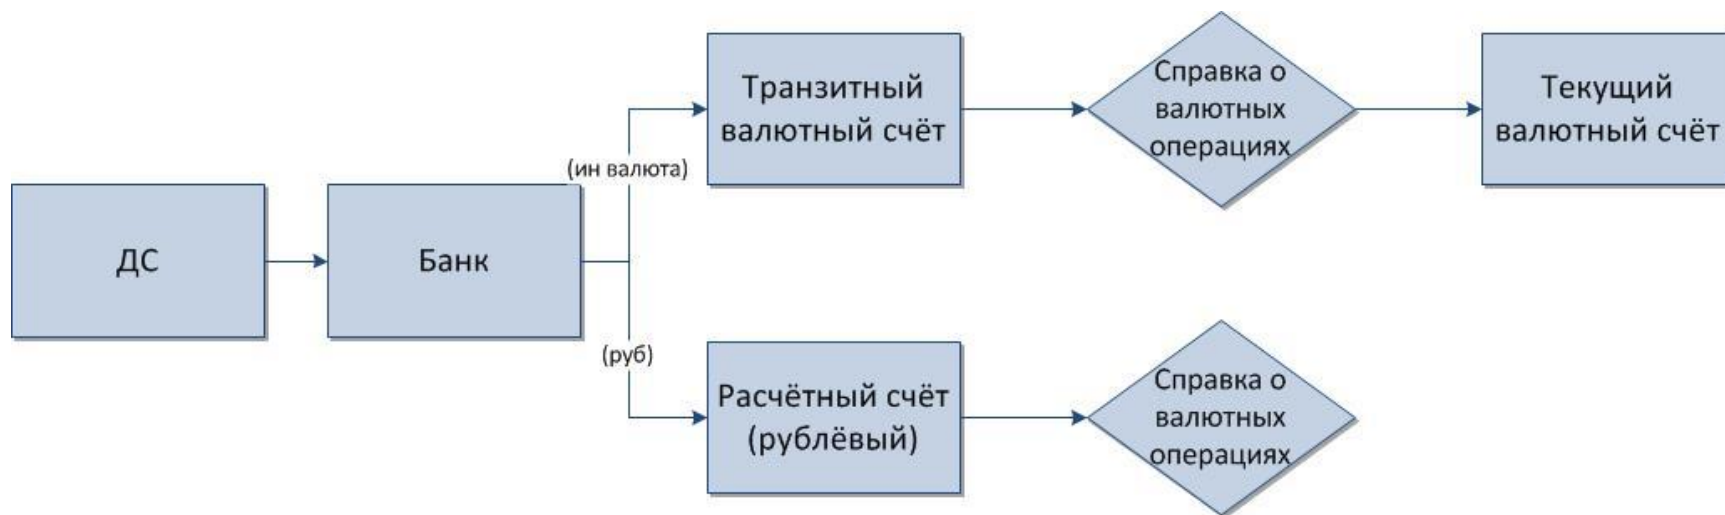 ДС
Банк
(ин валюта)
(руб)
Транзитный
валютный счёт
Справка о
валютных
операциях
Текущий
валютный счёт
Расчётный счёт
(рублёвый)
Справка о
валютных
операциях